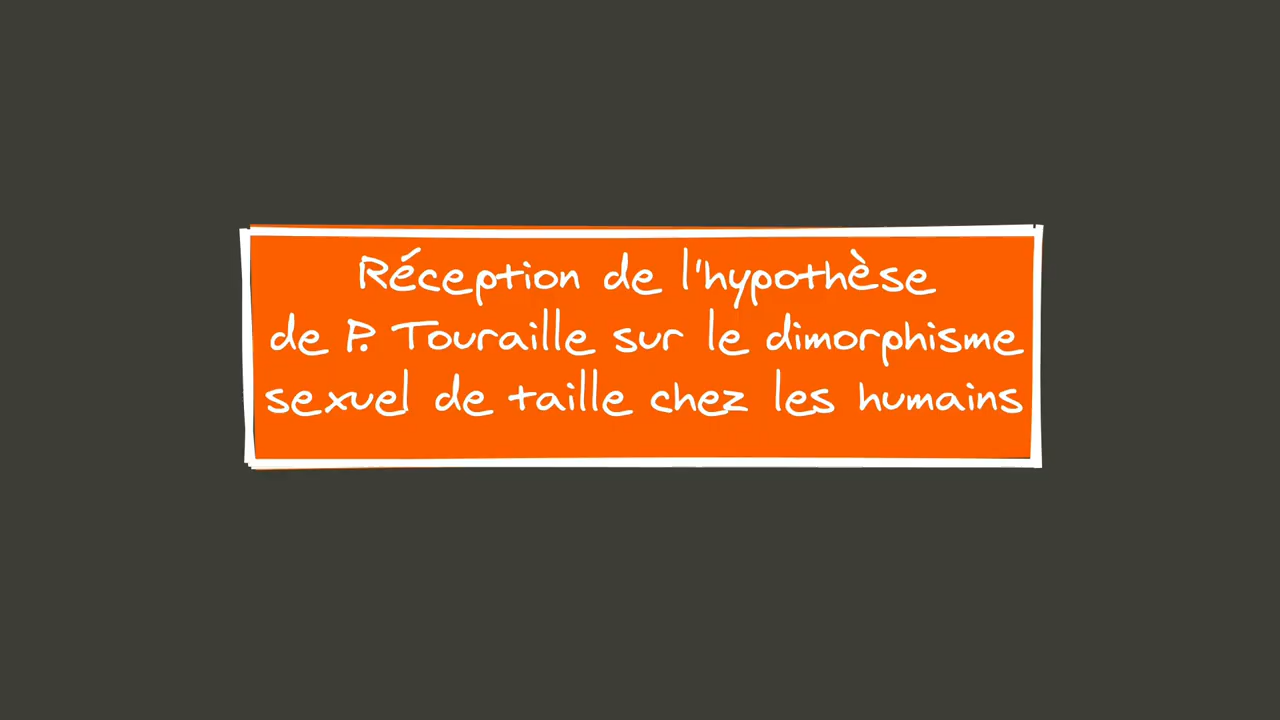 Réception de l'hypothèse
de P. Touraille sur le dimorphisme
sexuel de taille chez les humains